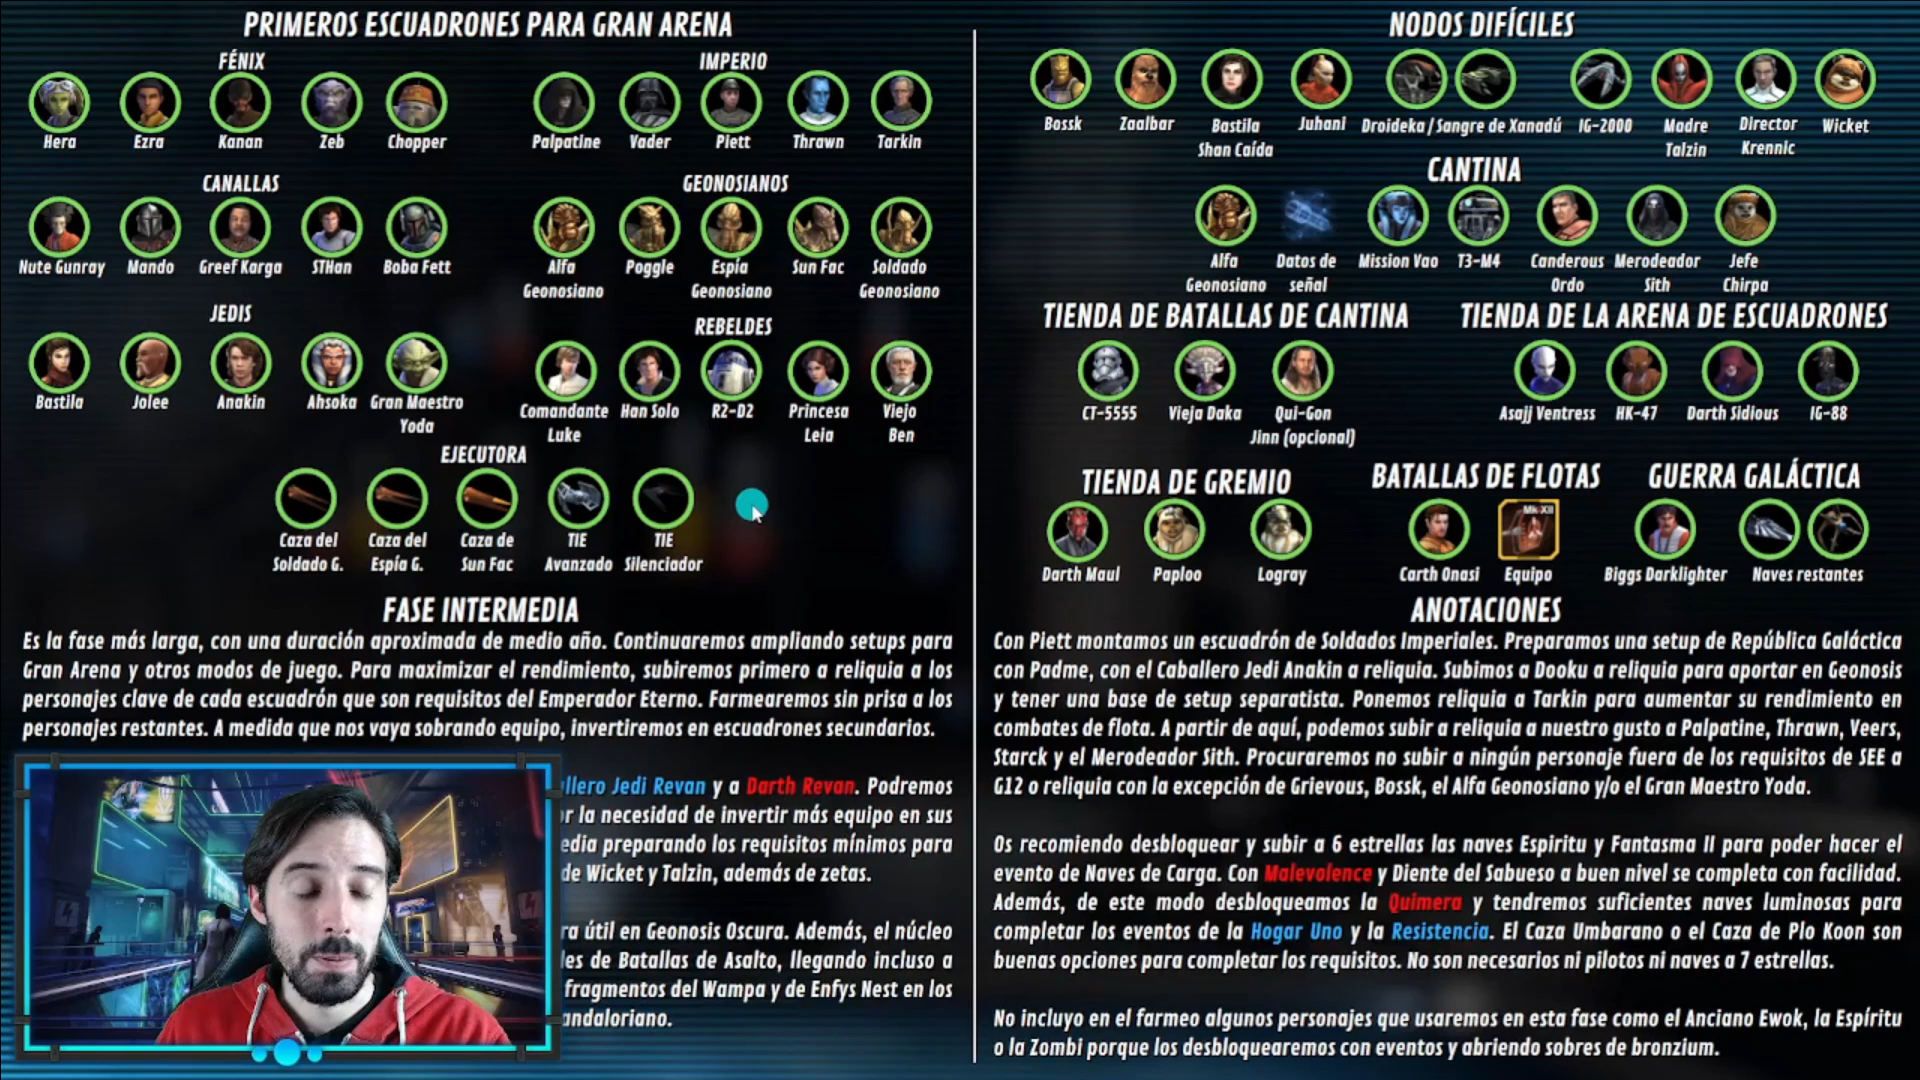 PRIMEROS ESCUADRONES PARA GRAN ARENA
FÉNIX
Hera
Ezra
Kanan
Zeb
Chopper
IMPERIO
Palpatine
Vader
Piett
Thrawn
Tarkin
CANALLAS
Nute Gunray
Mando
Greef Karga
STHan
Boba Fett
GEONOSIANOS
Alfa
Geonosiano
Poggle
Espía
Geonosiano
Sun Fac
Soldado
Geonosiano
JEDIS
Bastila
Jolee
Anakin
Ahsoka
Gran Maestro
Yoda
REBELDES
Comandante
Luke
Han Solo
R2-D2
Princesa
Leia
Viejo
Ben
EJECUTORA
Caza del
Soldado G.
Caza del
Espía G.
Caza de
Sun Fac
TIE
Avanzado
TIE
Silenciador
FASE INTERMEDIA
Es la fase más larga, con una duración aproximada de medio año. Continuaremos ampliando setups para
Gran Arena y otros modos de juego. Para maximizar el rendimiento, subiremos primero a reliquia a los
personajes clave de cada escuadrón que son requisitos del Emperador Eterno. Farmearemos sin prisa a los
personajes restantes. A medida que nos vaya sobrando equipo, invertiremos en escuadrones secundarios.
llero Jedi Revan y a Darth Revan. Podremos
or la necesidad de invertir más equipo en sus
edia preparando los requisitos mínimos para
de Wicket y Talzin, además de zetas.
ra útil en Geonosis Oscura. Además, el núcleo
les de Batallas de Asalto, llegando incluso a
fragmentos del Wampa y de Enfys Nest en los
andaloriano.
NODOS DIFÍCILES
Bossk
Zaalbar
Bastila
Shan Caída
Juhani
Droideka / Sangre de Xanadú
IG-2000
Madre
Talzin
Director
Krennic
Wicket
CANTINA
Alfa
Geonosiano
Datos de
señal
Mission Vao
T3-M4
Canderous
Ordo
Merodeador
Sith
Jefe
Chirpa
TIENDA DE BATALLAS DE CANTINA
CT-5555
Vieja Daka
Qui-Gon
Jinn (opcional)
TIENDA DE LA ARENA DE ESCUADRONES
Asajj Ventress
HK-47
Darth Sidious
IG-88
TIENDA DE GREMIO
Darth Maul
Paploo
Logray
BATALLAS DE FLOTAS
Carth Onasi
Mk XII
Equipo
GUERRA GALÁCTICA
Biggs Darklighter
Naves restantes
ANOTACIONES
Con Piett montamos un escuadrón de Soldados Imperiales. Preparamos una setup de República Galáctica
con Padme, con el Caballero Jedi Anakin a reliquia. Subimos a Dooku a reliquia para aportar en Geonosis
y tener una base de setup separatista. Ponemos reliquia a Tarkin para aumentar su rendimiento en
combates de flota. A partir de aquí, podemos subir a reliquia a nuestro gusto a Palpatine, Thrawn, Veers,
Starck y el Merodeador Sith. Procuraremos no subir a ningún personaje fuera de los requisitos de SEE a
G12 o reliquia con la excepción de Grievous, Bossk, el Alfa Geonosiano y/o el Gran Maestro Yoda.
Os recomiendo desbloquear y subir a 6 estrellas las naves Espíritu y Fantasma II para poder hacer el
evento de Naves de Carga. Con Malevolence y Diente del Sabueso a buen nivel se completa con facilidad.
Además, de este modo desbloqueamos la Quimera y tendremos suficientes naves luminosas para
completar los eventos de la Hogar Uno y la Resistencia. El Caza Umbarano o el Caza de Plo Koon son
buenas opciones para completar los requisitos. No son necesarios ni pilotos ni naves a 7 estrellas.
No incluyo en el farmeo algunos personajes que usaremos en esta fase como el Anciano Ewok, la Espíritu
o la Zombi porque los desbloquearemos con eventos y abriendo sobres de bronzium.